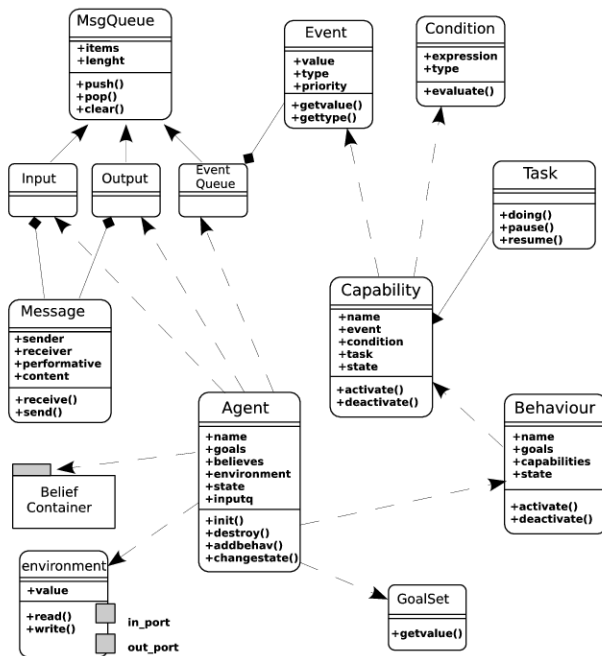 MsgQueue
+items
+lenght
+push()
+pop()
+clear()
Event
+value
+type
+priority
+getvalue()
+gettype()
Condition
+expression
+type
+evaluate()
Input
Output
Event
Queue
Task
+doing()
+pause()
+resume()
Message
+sender
+receiver
+performative
+content
+receive()
+send()
Capability
+name
+event
+condition
+task
+state
+activate()
+deactivate()
Agent
+name
+goals
+believes
+environment
+state
+inputq
+init()
+destroy()
+addbehav()
+changestate()
Behaviour
+name
+goals
+capabilities
+state
+activate()
+deactivate()
Belief
Container
environment
+value
+read()
+write()
in_port
out_port
GoalSet
+getvalue()